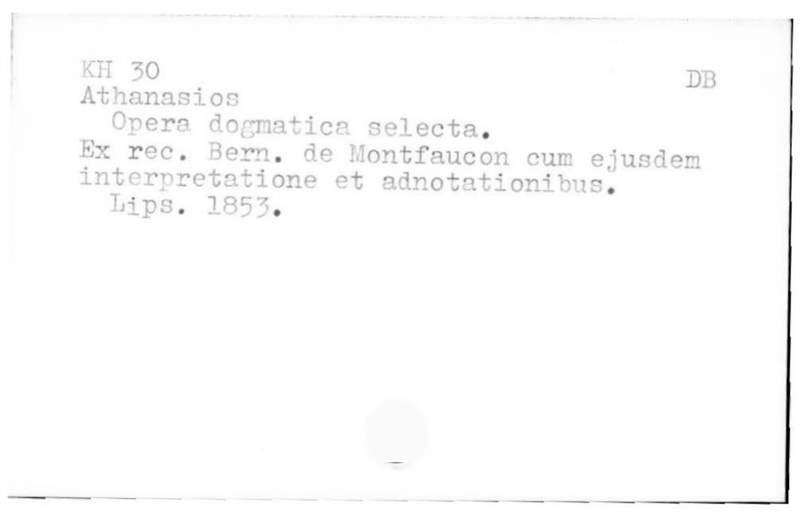 KH 30 DB
Athanasios
Opera dogmatica selecta.
Ex rec. Bern. de Montfaucon cum ejusdem
interpretatione et adnotationibus.
Lips. 1853.